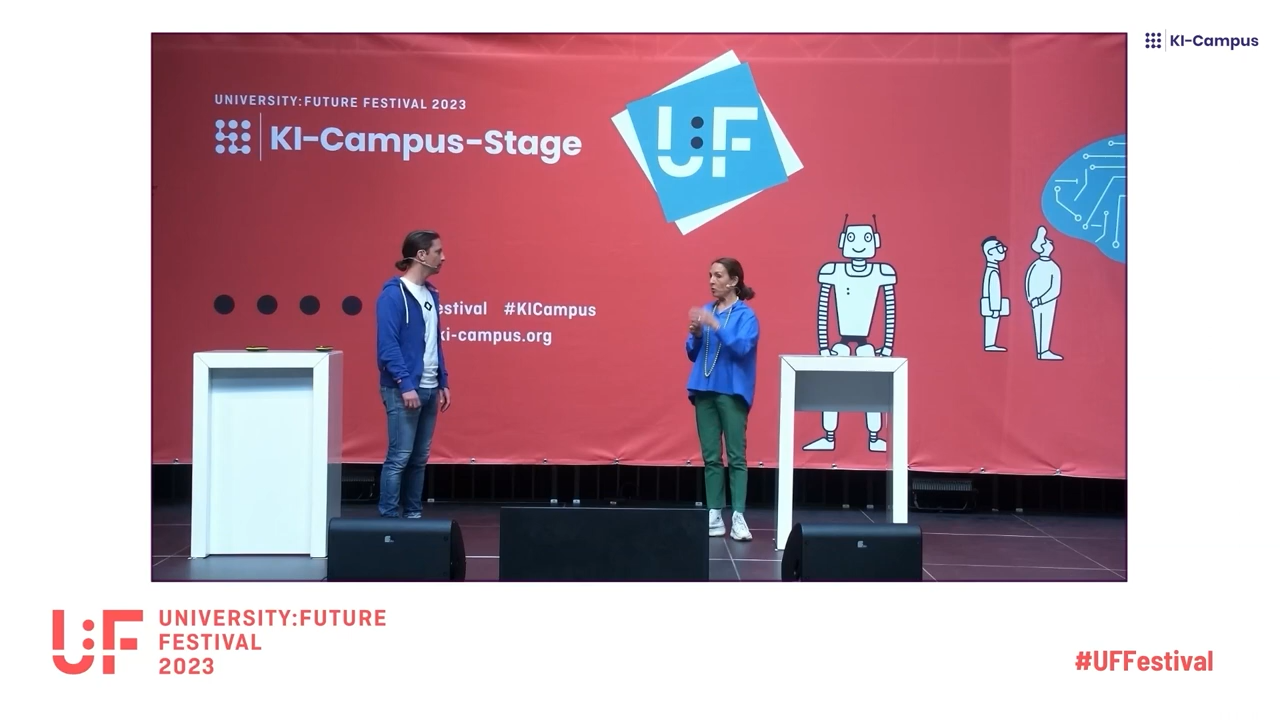 KI-Campus
UNIVERSITY:FUTURE FESTIVAL 2023
KI-Campus-Stage
U:F
estival #KICampus
ki-campus.org
U:F
UNIVERSITY:FUTURE
FESTIVAL
2023
#UFFestival